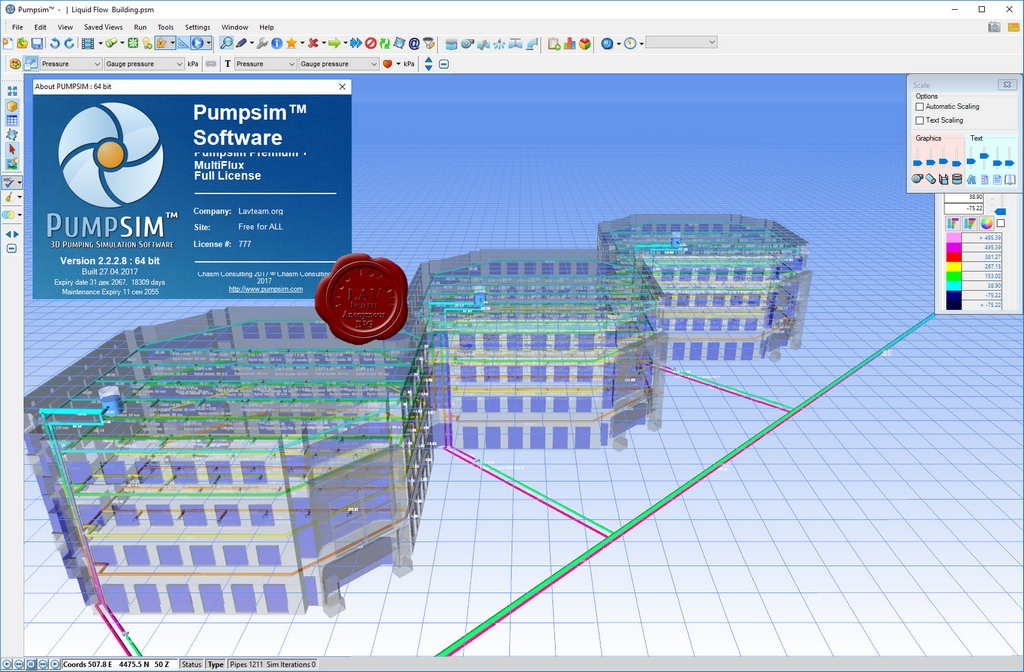 Pumpsim™ - | Liquid Flow Building.psm
File Edit View Saved Views Run Tools Settings Window Help
Pressure Gauge pressure kPa T Pressure Gauge pressure kPa
About PUMPSIM : 64 bit
Pumpsim™
Software
Pumpsim Premium +
MultiFlux
Full License
Company: Lavteam.org
Site: Free for ALL
License #: 777
PUMPSIM™
3D PUMPING SIMULATION SOFTWARE
Version 2.2.2.8 : 64 bit
Built 27.04.2017
Expiry date 31 дек 2067, 18309 days
Maintenance Expiry 11 сен 2055
Chasm Consulting 2017 ® Chasm Consulting
2017
http://www.pumpsim.com
LAV
Scale
Options
Automatic Scaling
Text Scaling
Graphics Text
38.90
-75.22
> 495.39
495.39
381.27
267.15
153.02
38.90
-75.22
< -75.22
Coords 507.8 E 4475.5 N 50 Z Status Type Pipes 1211 Sim Iterations 0